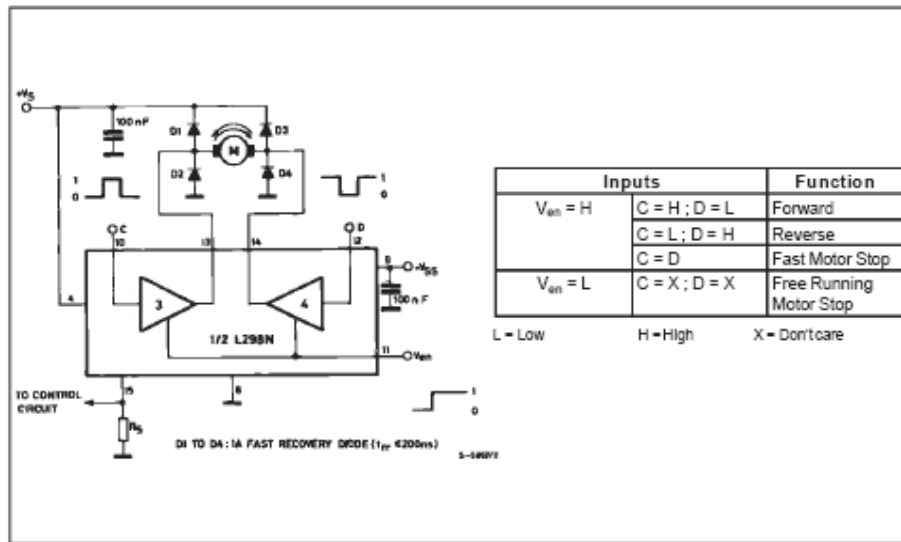 +Vs
100 nF
D1
D3
M
D2
D4
1
0
1
0
C
D
10
13
14
12
9
+Vss
100 n F
4
3
4
1/2 L298N
11
Ven
15
8
TO CONTROL
CIRCUIT
Rs
1
0
D1 TO D4 : 1A FAST RECOVERY DIODE (trr ≤200ns)
Inputs Function
Ven = H C = H ; D = L Forward
C = L ; D = H Reverse
C = D Fast Motor Stop
Ven = L C = X ; D = X Free Running
Motor Stop
L = Low H = High X = Don'tcare